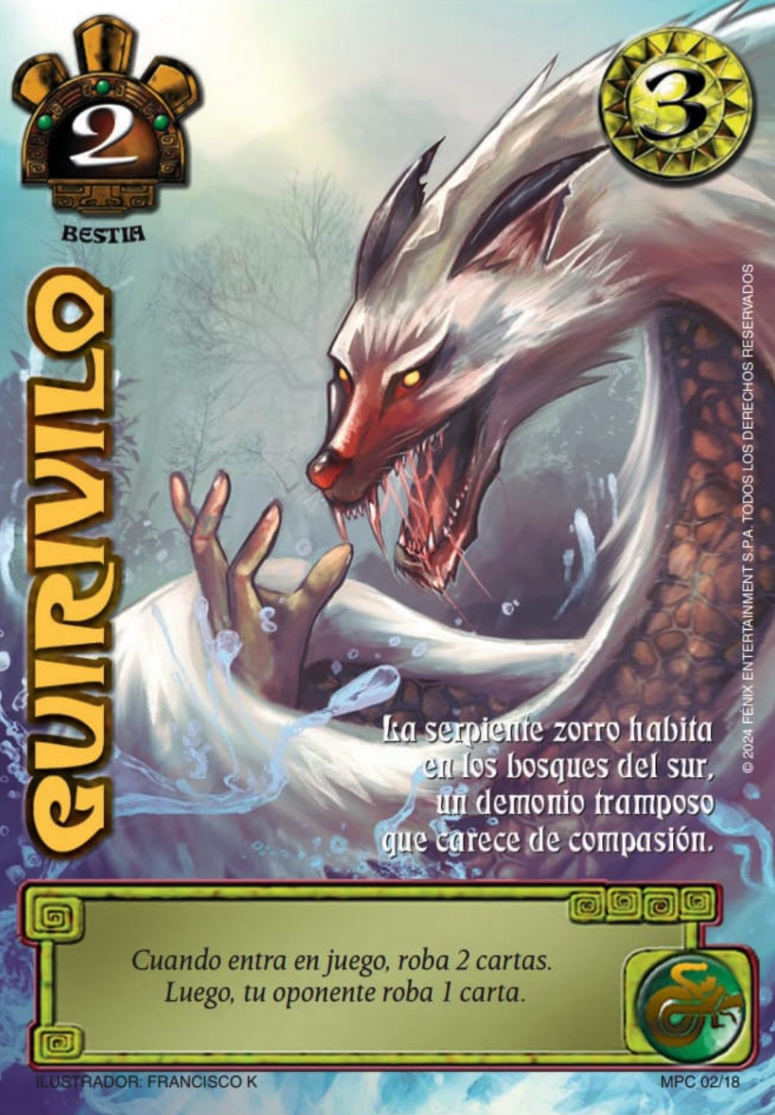 2
3
BESTIA
GUIRIVILO
La serpiente zorro habita
en los bosques del sur,
un demonio tramposo
que carece de compasión.
Cuando entra en juego, roba 2 cartas.
Luego, tu oponente roba 1 carta.
ILUSTRADOR: FRANCISCO K
MPC 02/18
© 2024 FÉNIX ENTERTAINMENT S.P.A. TODOS LOS DERECHOS RESERVADOS